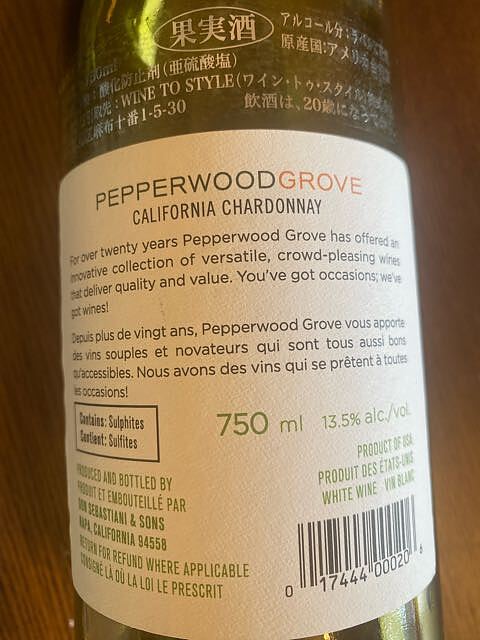 果実酒
アルコール分:ラベルに
原産国:アメリカ
酸化防止剤(亜硫酸塩)
引取先:WINE TO STYLE(ワイン・トゥ・スタイル
麻布十番1-5-30 飲酒は、20歳になって
PEPPERWOODGROVE
CALIFORNIA CHARDONNAY
For over twenty years Pepperwood Grove has offered an
innovative collection of versatile, crowd-pleasing wines
that deliver quality and value. You've got occasions; we've
got wines!
Depuis plus de vingt ans, Pepperwood Grove vous apporte
des vins souples et novateurs qui sont tous aussi bons
qu'accessibles. Nous avons des vins qui se prêtent à toutes
les occasions!
Contains: Sulphites
Contient: Sulfites
750 ml 13.5% alc./vol.
PRODUCT OF USA
PRODUIT DES ÉTATS-UNIS
WHITE WINE VIN BLANC
PRODUCED AND BOTTLED BY
PRODUIT ET EMBOUTEILLÉ PAR
DON SEBASTIANI & SONS
NAPA, CALIFORNIA 94558
RETURN FOR REFUND WHERE APPLICABLE
CONSIGNÉ LÀ OÙ LA LOI LE PRESCRIT
0 17444 00020 6